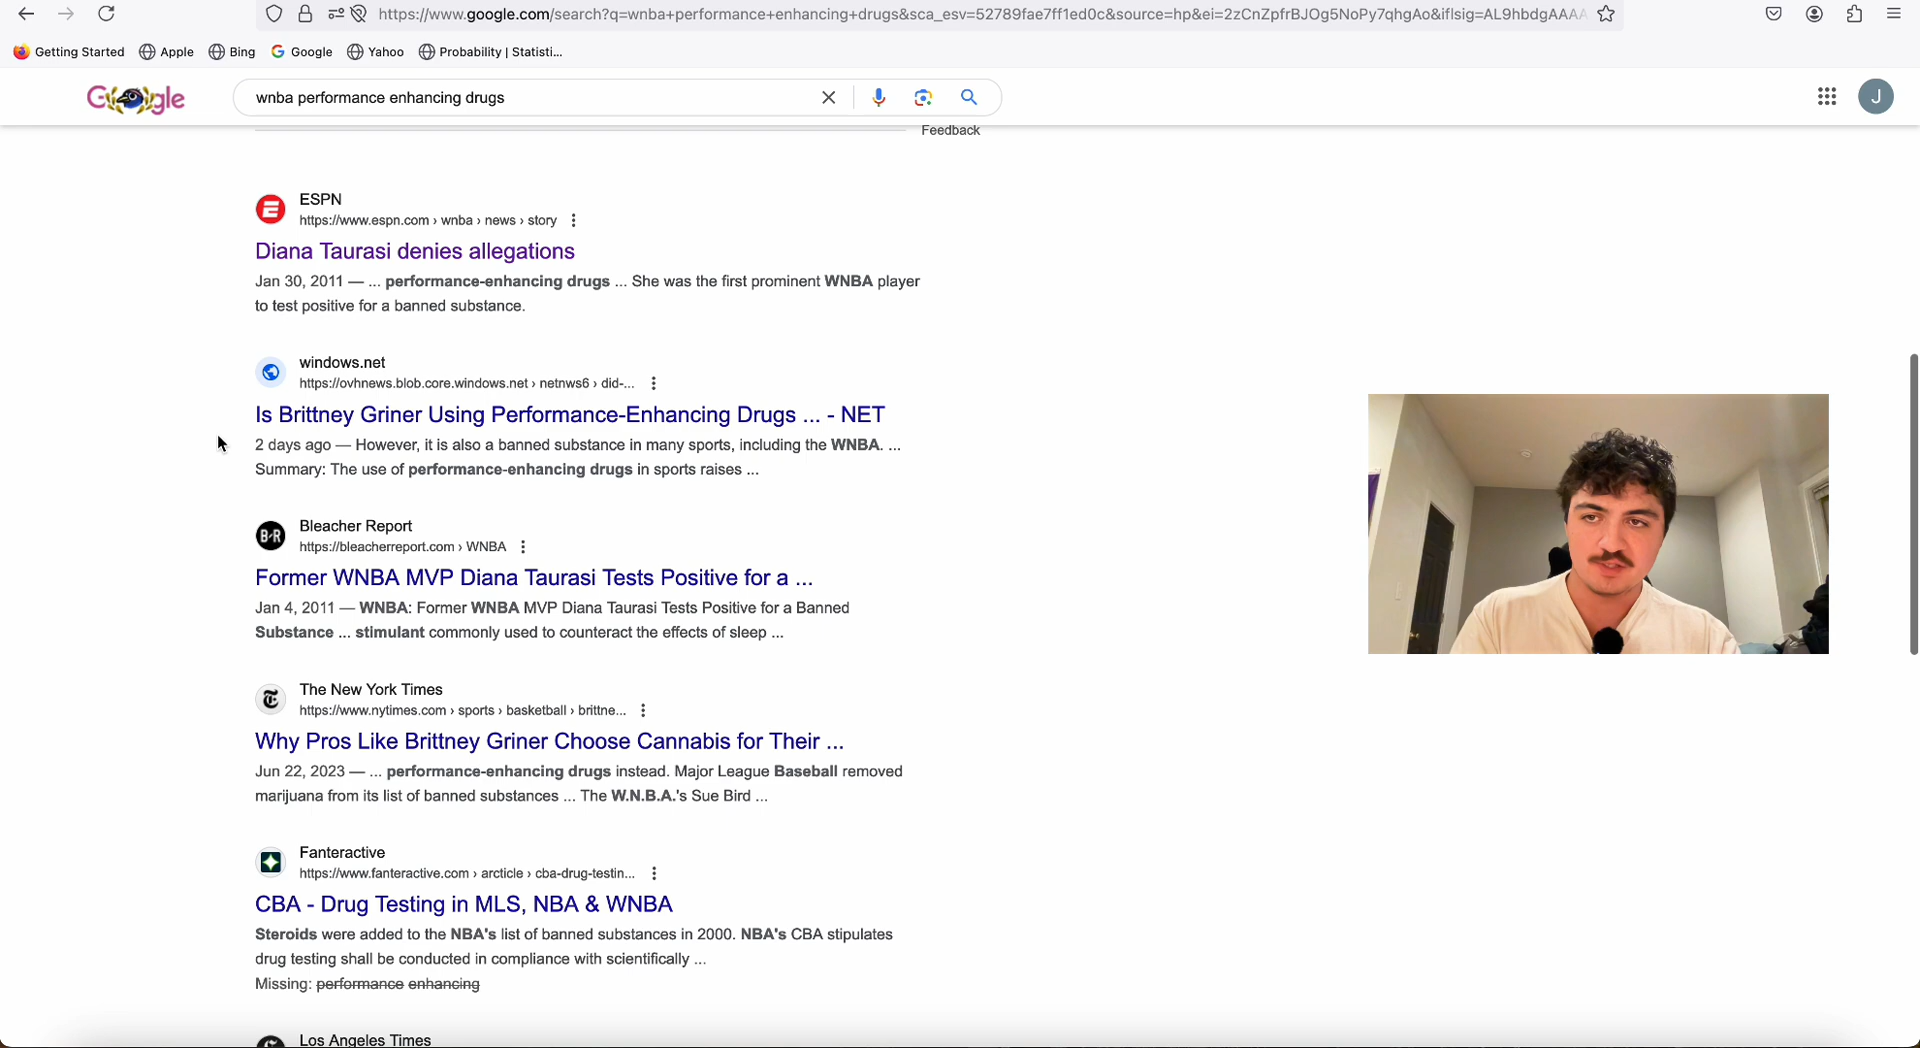 https://www.google.com/search?q=wnba+performance+enhancing+drugs&sca_esv=52789fae7ff1ed0c&source=hp&ei=2zCnZpfrBJOg5NoPy7qhgAo&iflsig=AL9hbdgAAAA
Getting Started Apple Bing Google Yahoo Probability | Statisti...
Google wnba performance enhancing drugs J
Feedback
ESPN
https://www.espn.com › wnba › news › story
Diana Taurasi denies allegations
Jan 30, 2011 — ... performance-enhancing drugs ... She was the first prominent WNBA player
to test positive for a banned substance.
windows.net
https://ovhnews.blob.core.windows.net › netnws6 › did-...
Is Brittney Griner Using Performance-Enhancing Drugs ... - NET
2 days ago — However, it is also a banned substance in many sports, including the WNBA. ...
Summary: The use of performance-enhancing drugs in sports raises ...
B·R
Bleacher Report
https://bleacherreport.com › WNBA
Former WNBA MVP Diana Taurasi Tests Positive for a ...
Jan 4, 2011 — WNBA: Former WNBA MVP Diana Taurasi Tests Positive for a Banned
Substance ... stimulant commonly used to counteract the effects of sleep ...
The New York Times
https://www.nytimes.com › sports › basketball › brittne...
Why Pros Like Brittney Griner Choose Cannabis for Their ...
Jun 22, 2023 — ... performance-enhancing drugs instead. Major League Baseball removed
marijuana from its list of banned substances ... The W.N.B.A.'s Sue Bird ...
Fanteractive
https://www.fanteractive.com › arcticle › cba-drug-testin...
CBA - Drug Testing in MLS, NBA & WNBA
Steroids were added to the NBA's list of banned substances in 2000. NBA's CBA stipulates
drug testing shall be conducted in compliance with scientifically ...
Missing: performance enhancing
Los Angeles Times